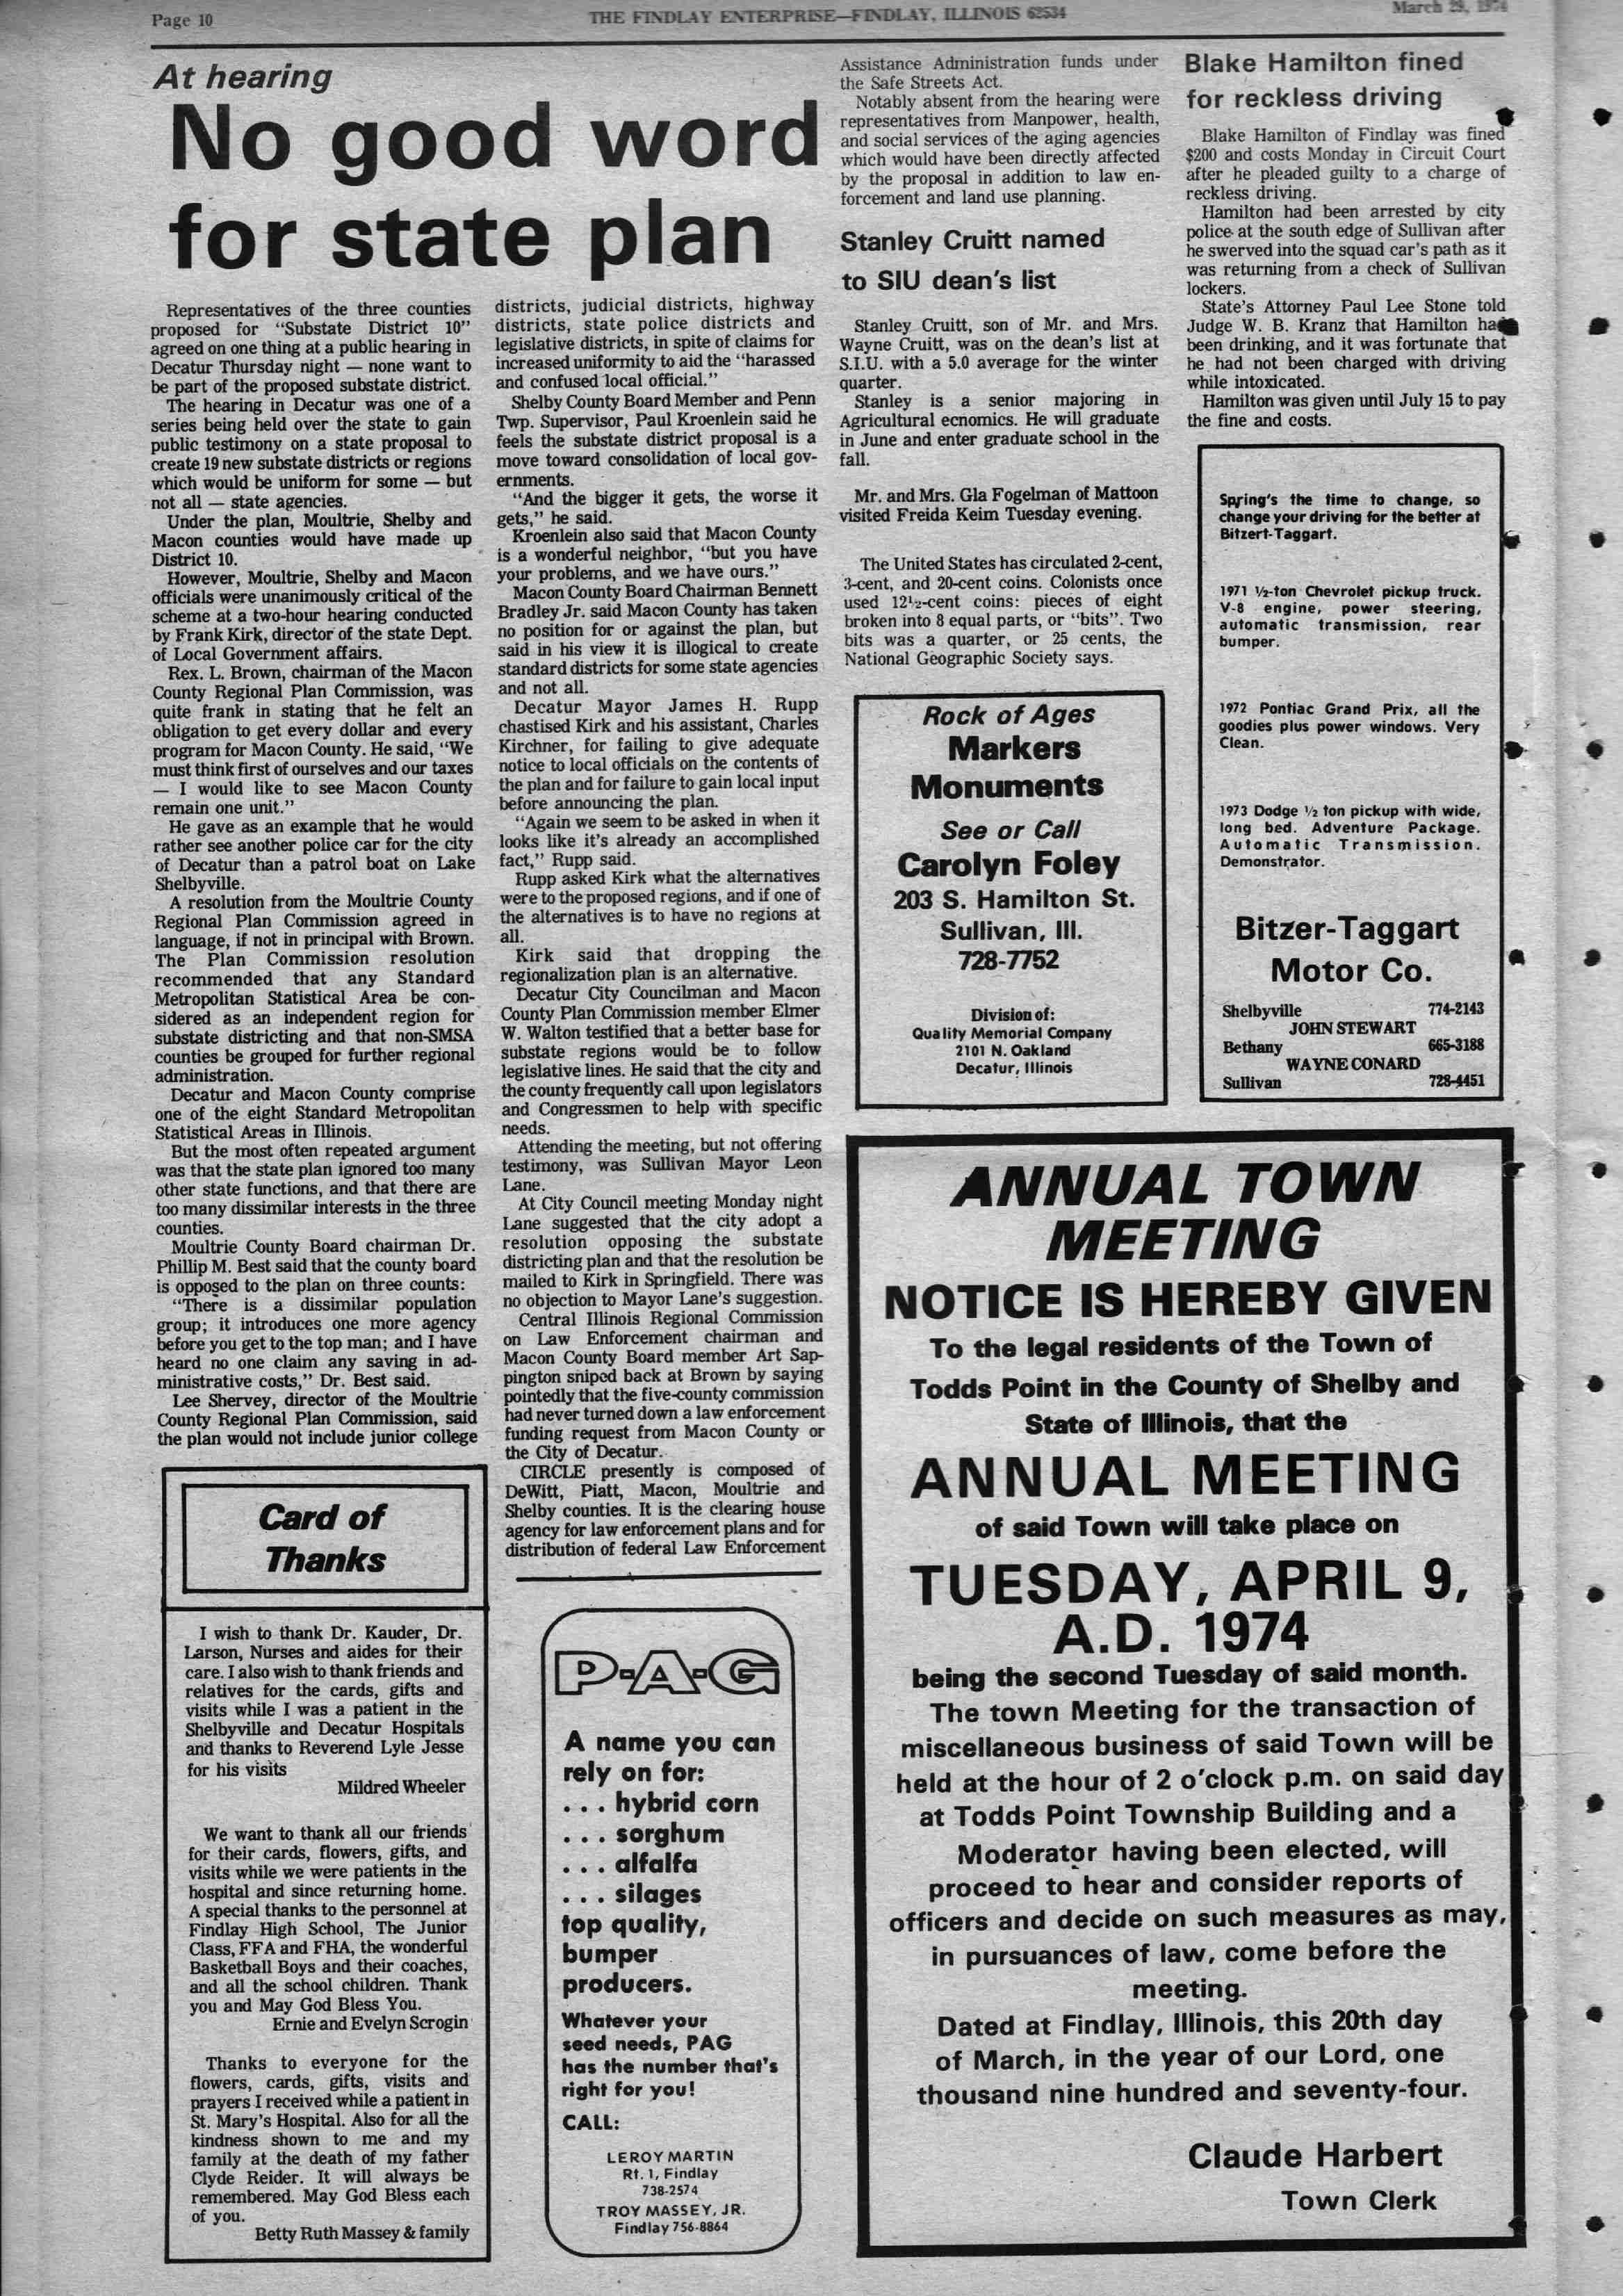 Page 10
THE FINDLAY ENTERPRISE—FINDLAY, ILLINOIS 62534
March 29, 1974
At hearing
No good word
for state plan
Representatives of the three counties
proposed for "Substate District 10"
agreed on one thing at a public hearing in
Decatur Thursday night — none want to
be part of the proposed substate district.
The hearing in Decatur was one of a
series being held over the state to gain
public testimony on a state proposal to
create 19 new substate districts or regions
which would be uniform for some — but
not all — state agencies.
Under the plan, Moultrie, Shelby and
Macon counties would have made up
District 10.
However, Moultrie, Shelby and Macon
officials were unanimously critical of the
scheme at a two-hour hearing conducted
by Frank Kirk, director of the state Dept.
of Local Government affairs.
Rex. L. Brown, chairman of the Macon
County Regional Plan Commission, was
quite frank in stating that he felt an
obligation to get every dollar and every
program for Macon County. He said, "We
must think first of ourselves and our taxes
— I would like to see Macon County
remain one unit."
He gave as an example that he would
rather see another police car for the city
of Decatur than a patrol boat on Lake
Shelbyville.
A resolution from the Moultrie County
Regional Plan Commission agreed in
language, if not in principal with Brown.
The Plan Commission resolution
recommended that any Standard
Metropolitan Statistical Area be con-
sidered as an independent region for
substate districting and that non-SMSA
counties be grouped for further regional
administration.
Decatur and Macon County comprise
one of the eight Standard Metropolitan
Statistical Areas in Illinois.
But the most often repeated argument
was that the state plan ignored too many
other state functions, and that there are
too many dissimilar interests in the three
counties.
Moultrie County Board chairman Dr.
Phillip M. Best said that the county board
is opposed to the plan on three counts:
"There is a dissimilar population
group; it introduces one more agency
before you get to the top man; and I have
heard no one claim any saving in ad-
ministrative costs," Dr. Best said.
Lee Shervey, director of the Moultrie
County Regional Plan Commission, said
the plan would not include junior college
districts, judicial districts, highway
districts, state police districts and
legislative districts, in spite of claims for
increased uniformity to aid the "harassed
and confused local official."
Shelby County Board Member and Penn
Twp. Supervisor, Paul Kroenlein said he
feels the substate district proposal is a
move toward consolidation of local gov-
ernments.
"And the bigger it gets, the worse it
gets," he said.
Kroenlein also said that Macon County
is a wonderful neighbor, "but you have
your problems, and we have ours."
Macon County Board Chairman Bennett
Bradley Jr. said Macon County has taken
no position for or against the plan, but
said in his view it is illogical to create
standard districts for some state agencies
and not all.
Decatur Mayor James H. Rupp
chastised Kirk and his assistant, Charles
Kirchner, for failing to give adequate
notice to local officials on the contents of
the plan and for failure to gain local input
before announcing the plan.
"Again we seem to be asked in when it
looks like it's already an accomplished
fact," Rupp said.
Rupp asked Kirk what the alternatives
were to the proposed regions, and if one of
the alternatives is to have no regions at
all.
Kirk said that dropping the
regionalization plan is an alternative.
Decatur City Councilman and Macon
County Plan Commission member Elmer
W. Walton testified that a better base for
substate regions would be to follow
legislative lines. He said that the city and
the county frequently call upon legislators
and Congressmen to help with specific
needs.
Attending the meeting, but not offering
testimony, was Sullivan Mayor Leon
Lane.
At City Council meeting Monday night
Lane suggested that the city adopt a
resolution opposing the substate
districting plan and that the resolution be
mailed to Kirk in Springfield. There was
no objection to Mayor Lane's suggestion.
Central Illinois Regional Commission
on Law Enforcement chairman and
Macon County Board member Art Sap-
pington sniped back at Brown by saying
pointedly that the five-county commission
had never turned down a law enforcement
funding request from Macon County or
the City of Decatur.
CIRCLE presently is composed of
DeWitt, Piatt, Macon, Moultrie and
Shelby counties. It is the clearing house
agency for law enforcement plans and for
distribution of federal Law Enforcement
Assistance Administration funds under
the Safe Streets Act.
Notably absent from the hearing were
representatives from Manpower, health,
and social services of the aging agencies
which would have been directly affected
by the proposal in addition to law en-
forcement and land use planning.
Stanley Cruitt named
to SIU dean's list
Stanley Cruitt, son of Mr. and Mrs.
Wayne Cruitt, was on the dean's list at
S.I.U. with a 5.0 average for the winter
quarter.
Stanley is a senior majoring in
Agricultural ecnomics. He will graduate
in June and enter graduate school in the
fall.
Mr. and Mrs. Gla Fogelman of Mattoon
visited Freida Keim Tuesday evening.
The United States has circulated 2-cent,
3-cent, and 20-cent coins. Colonists once
used 12½-cent coins: pieces of eight
broken into 8 equal parts, or "bits". Two
bits was a quarter, or 25 cents, the
National Geographic Society says.
Blake Hamilton fined
for reckless driving
Blake Hamilton of Findlay was fined
$200 and costs Monday in Circuit Court
after he pleaded guilty to a charge of
reckless driving.
Hamilton had been arrested by city
police at the south edge of Sullivan after
he swerved into the squad car's path as it
was returning from a check of Sullivan
lockers.
State's Attorney Paul Lee Stone told
Judge W. B. Kranz that Hamilton had
been drinking, and it was fortunate that
he had not been charged with driving
while intoxicated.
Hamilton was given until July 15 to pay
the fine and costs.
Rock of Ages
Markers
Monuments
See or Call
Carolyn Foley
203 S. Hamilton St.
Sullivan, Ill.
728-7752
Division of:
Quality Memorial Company
2101 N. Oakland
Decatur, Illinois
Spring's the time to change, so
change your driving for the better at
Bitzert-Taggart.
1971 ½-ton Chevrolet pickup truck.
V-8 engine, power steering,
automatic transmission, rear
bumper.
1972 Pontiac Grand Prix, all the
goodies plus power windows. Very
Clean.
1973 Dodge ½ ton pickup with wide,
long bed. Adventure Package.
Automatic Transmission.
Demonstrator.
Bitzer-Taggart
Motor Co.
Shelbyville 774-2143
JOHN STEWART
Bethany 665-3188
WAYNE CONARD
Sullivan 728-4451
Card of
Thanks
I wish to thank Dr. Kauder, Dr.
Larson, Nurses and aides for their
care. I also wish to thank friends and
relatives for the cards, gifts and
visits while I was a patient in the
Shelbyville and Decatur Hospitals
and thanks to Reverend Lyle Jesse
for his visits
Mildred Wheeler
We want to thank all our friends
for their cards, flowers, gifts, and
visits while we were patients in the
hospital and since returning home.
A special thanks to the personnel at
Findlay High School, The Junior
Class, FFA and FHA, the wonderful
Basketball Boys and their coaches,
and all the school children. Thank
you and May God Bless You.
Ernie and Evelyn Scrogin
Thanks to everyone for the
flowers, cards, gifts, visits and
prayers I received while a patient in
St. Mary's Hospital. Also for all the
kindness shown to me and my
family at the death of my father
Clyde Reider. It will always be
remembered. May God Bless each
of you.
Betty Ruth Massey & family
P-A-G
A name you can
rely on for:
... hybrid corn
... sorghum
... alfalfa
... silages
top quality,
bumper
producers.
Whatever your
seed needs, PAG
has the number that's
right for you!
CALL:
LEROY MARTIN
Rt. 1, Findlay
738-2574
TROY MASSEY, JR.
Findlay 756-8864
ANNUAL TOWN
MEETING
NOTICE IS HEREBY GIVEN
To the legal residents of the Town of
Todds Point in the County of Shelby and
State of Illinois, that the
ANNUAL MEETING
of said Town will take place on
TUESDAY, APRIL 9,
A.D. 1974
being the second Tuesday of said month.
The town Meeting for the transaction of
miscellaneous business of said Town will be
held at the hour of 2 o'clock p.m. on said day
at Todds Point Township Building and a
Moderator having been elected, will
proceed to hear and consider reports of
officers and decide on such measures as may,
in pursuances of law, come before the
meeting.
Dated at Findlay, Illinois, this 20th day
of March, in the year of our Lord, one
thousand nine hundred and seventy-four.
Claude Harbert
Town Clerk